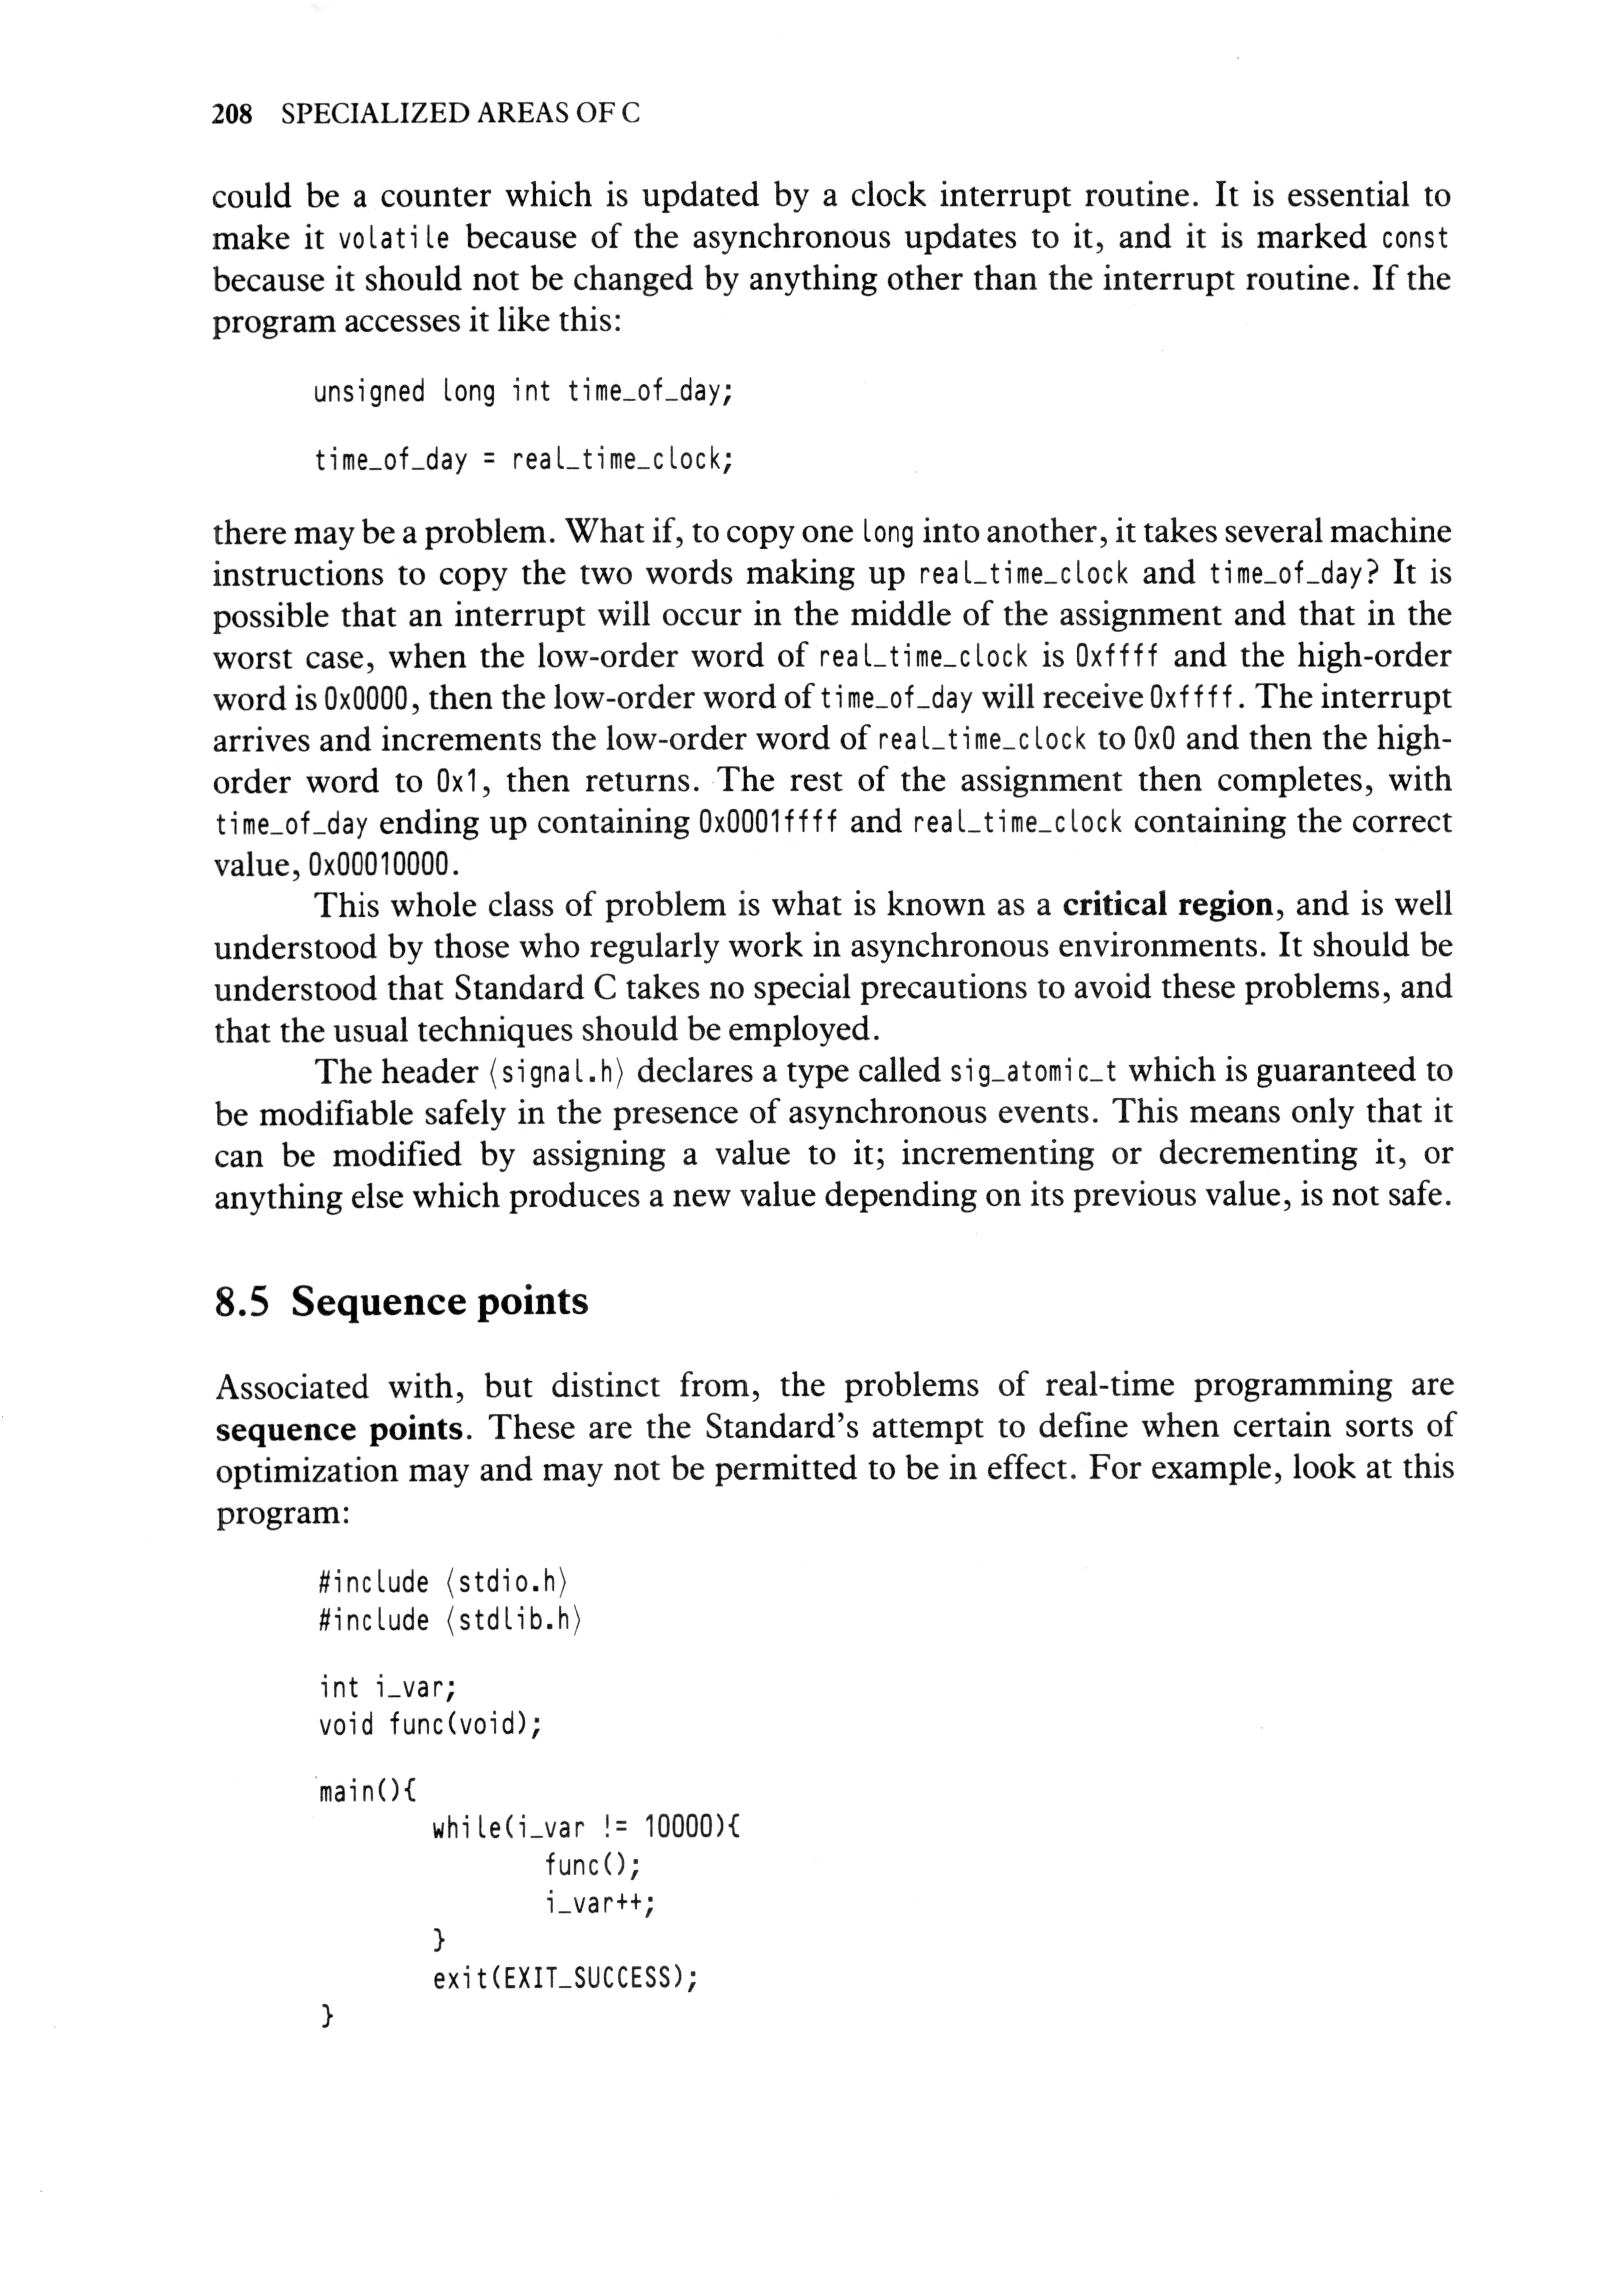 208 SPECIALIZED AREAS OF C
could be a counter which is updated by a clock interrupt routine. It is essential to
make it volatile because of the asynchronous updates to it, and it is marked const
because it should not be changed by anything other than the interrupt routine. If the
program accesses it like this:
unsigned long int time_of_day;
time_of_day = real_time_clock;
there may be a problem. What if, to copy one long into another, it takes several machine
instructions to copy the two words making up real_time_clock and time_of_day? It is
possible that an interrupt will occur in the middle of the assignment and that in the
worst case, when the low-order word of real_time_clock is 0xffff and the high-order
word is 0x0000, then the low-order word of time_of_day will receive 0xffff. The interrupt
arrives and increments the low-order word of real_time_clock to 0x0 and then the high-
order word to 0x1, then returns. The rest of the assignment then completes, with
time_of_day ending up containing 0x0001ffff and real_time_clock containing the correct
value, 0x00010000.
This whole class of problem is what is known as a critical region, and is well
understood by those who regularly work in asynchronous environments. It should be
understood that Standard C takes no special precautions to avoid these problems, and
that the usual techniques should be employed.
The header ⟨signal.h⟩ declares a type called sig_atomic_t which is guaranteed to
be modifiable safely in the presence of asynchronous events. This means only that it
can be modified by assigning a value to it; incrementing or decrementing it, or
anything else which produces a new value depending on its previous value, is not safe.
8.5 Sequence points
Associated with, but distinct from, the problems of real-time programming are
sequence points. These are the Standard's attempt to define when certain sorts of
optimization may and may not be permitted to be in effect. For example, look at this
program:
#include ⟨stdio.h⟩
#include ⟨stdlib.h⟩
int i_var;
void func(void);
main(){
while(i_var != 10000){
func();
i_var++;
}
exit(EXIT_SUCCESS);
}